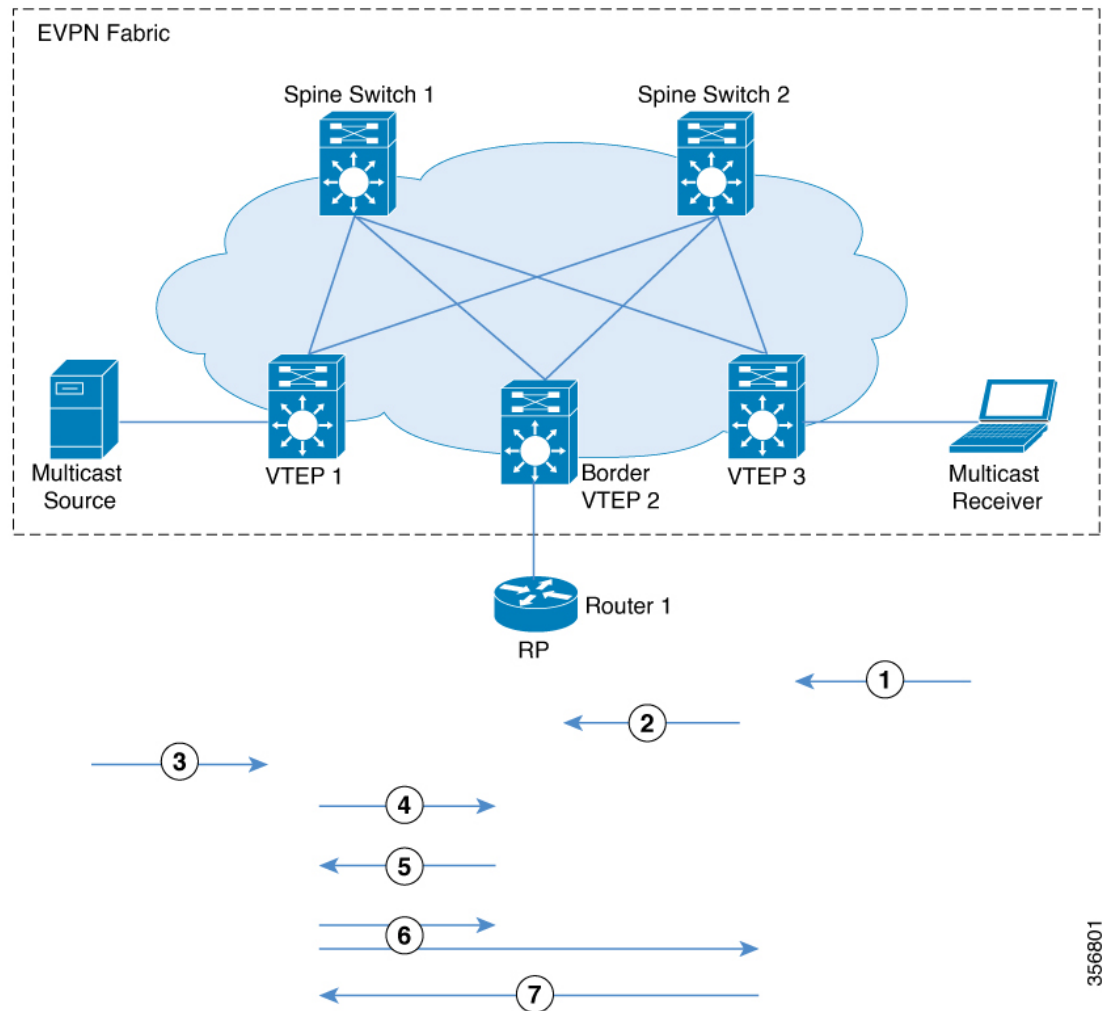 EVPN Fabric
Spine Switch 1
Spine Switch 2
Multicast
Source
VTEP 1
Border
VTEP 2
VTEP 3
Multicast
Receiver
Router 1
RP
1
2
3
4
5
6
7
356801